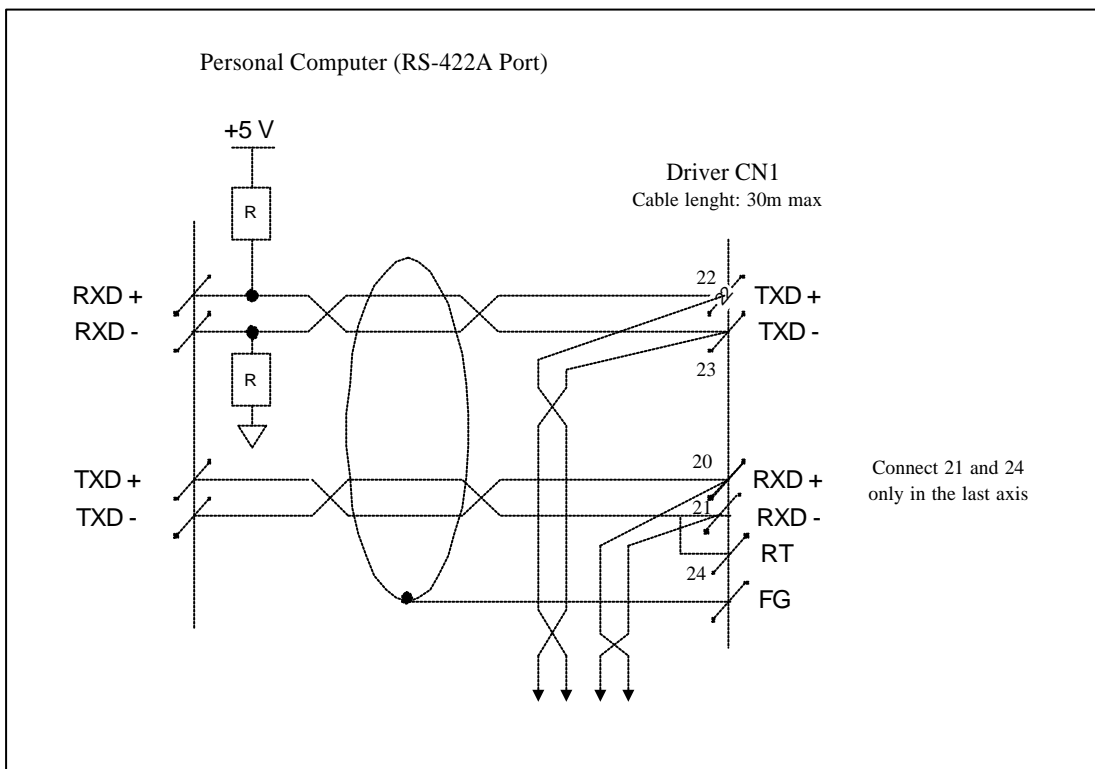 Personal Computer (RS-422A Port)
+5 V
Driver CN1
Cable lenght: 30m max
R
RXD +
22
TXD +
RXD -
TXD -
23
R
TXD +
20
RXD +
Connect 21 and 24
only in the last axis
TXD -
21
RXD -
RT
24
FG